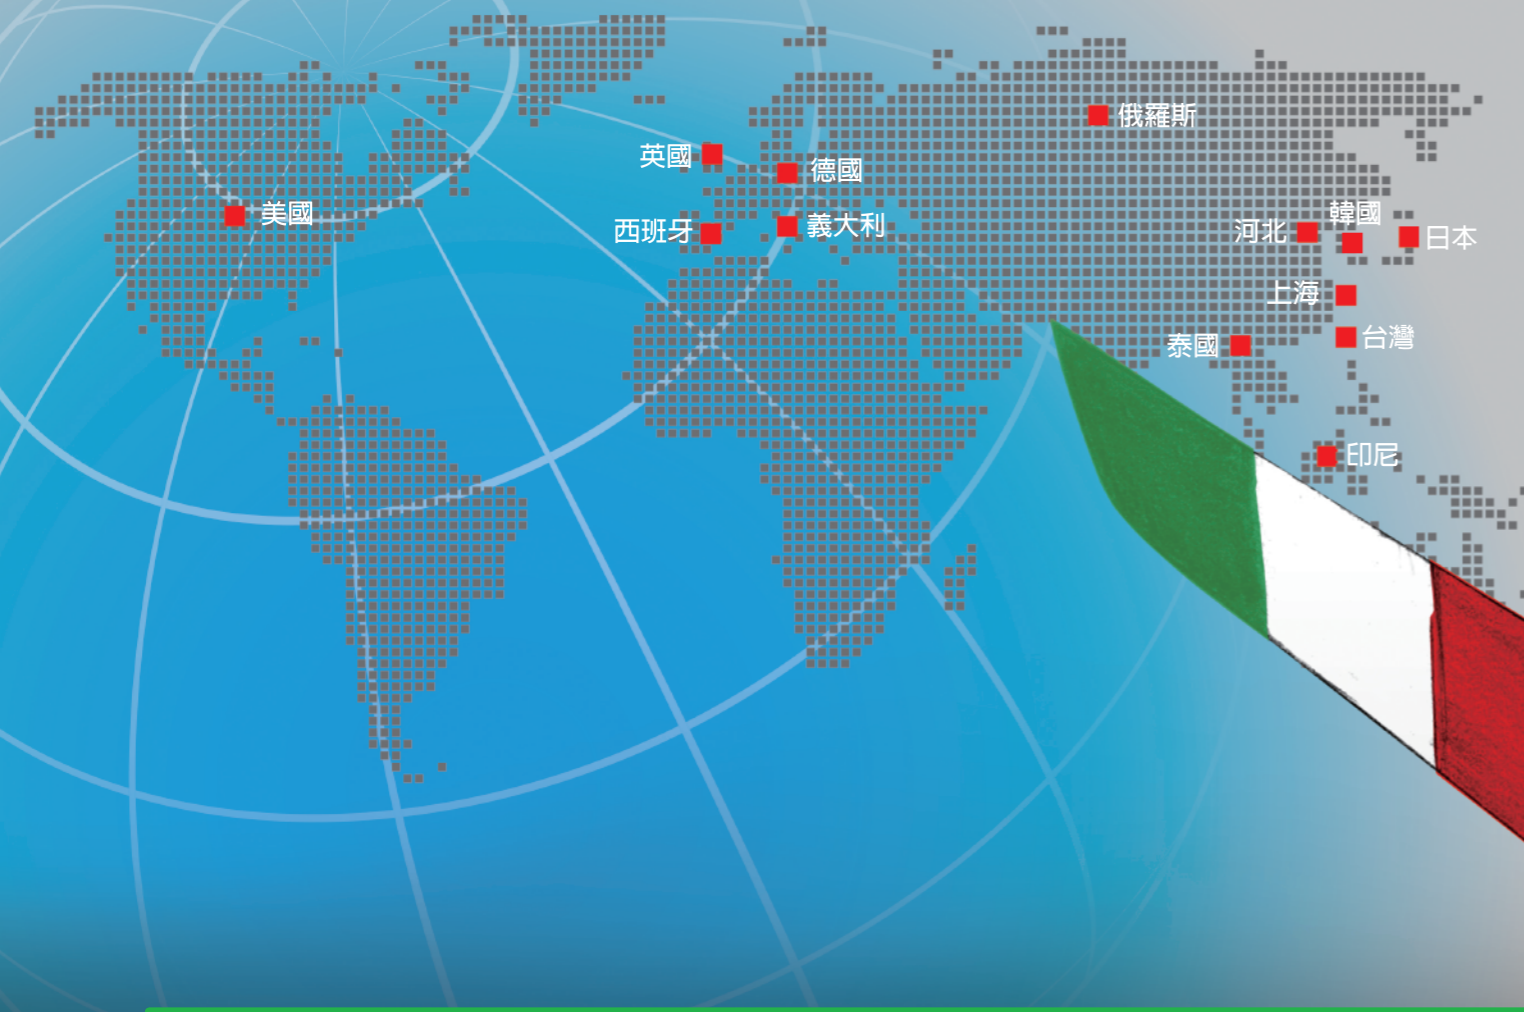 俄羅斯
英國
德國
美國
西班牙
義大利
河北
韓國
日本
上海
泰國
台灣
印尼